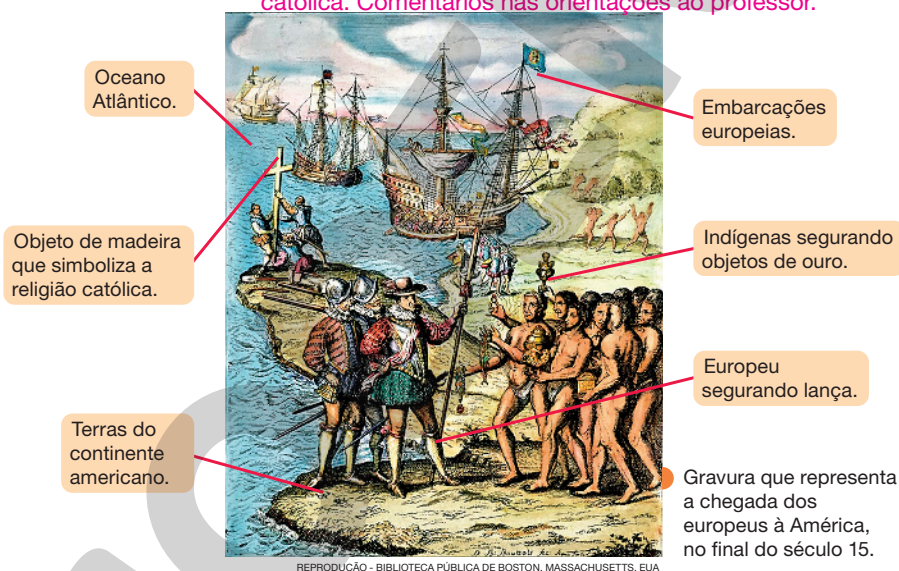 católica. Comentários nas orientações ao professor.
Oceano
Atlântico.
Embarcações
europeias.
Objeto de madeira
que simboliza a
religião católica.
Indígenas segurando
objetos de ouro.
Europeu
segurando lança.
Terras do
continente
americano.
Gravura que representa
a chegada dos
europeus à América,
no final do século 15.
REPRODUÇÃO - BIBLIOTECA PÚBLICA DE BOSTON, MASSACHUSETTS, EUA